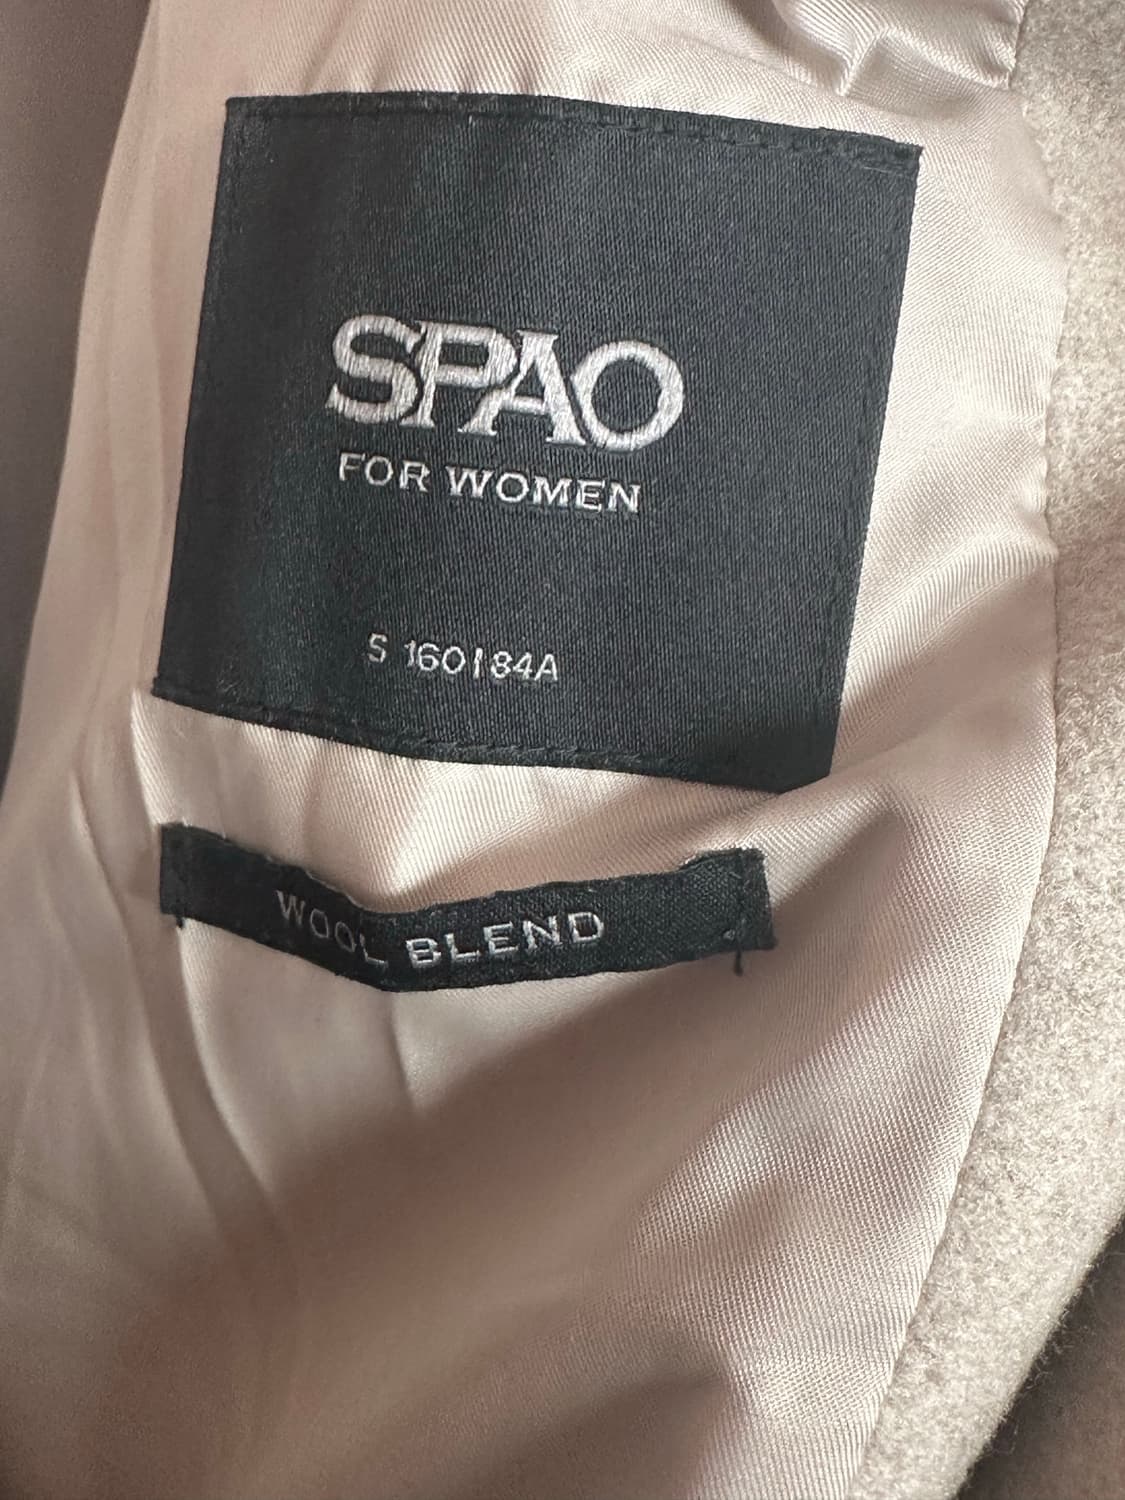 SPAO
FOR WOMEN
S 160|84A
WOOL BLEND